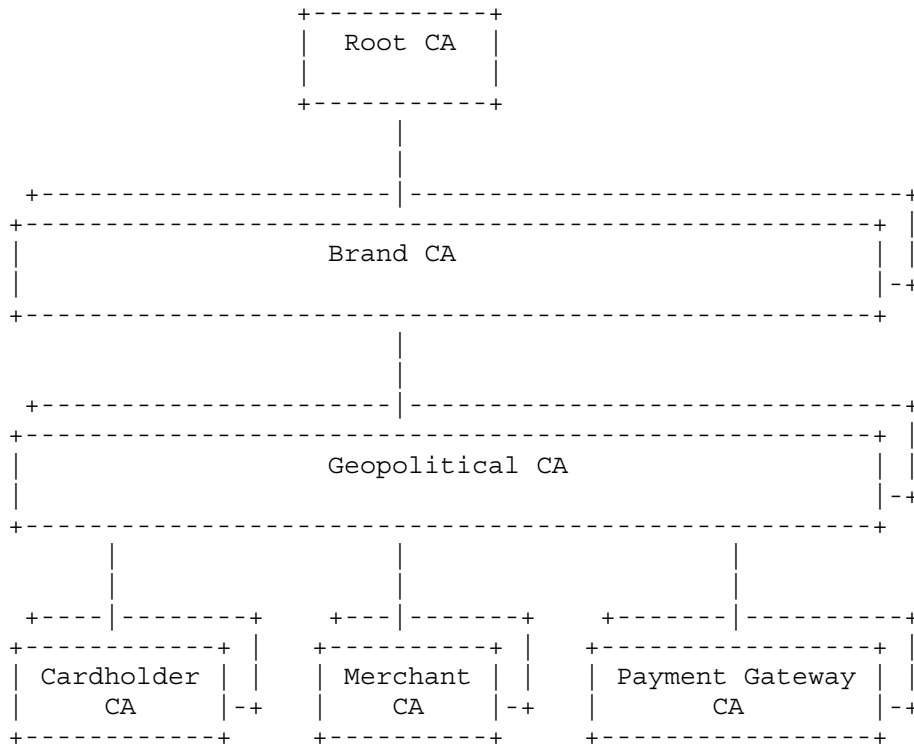 Root CA
Brand CA
Geopolitical CA
Cardholder Merchant Payment Gateway
CA CA CA